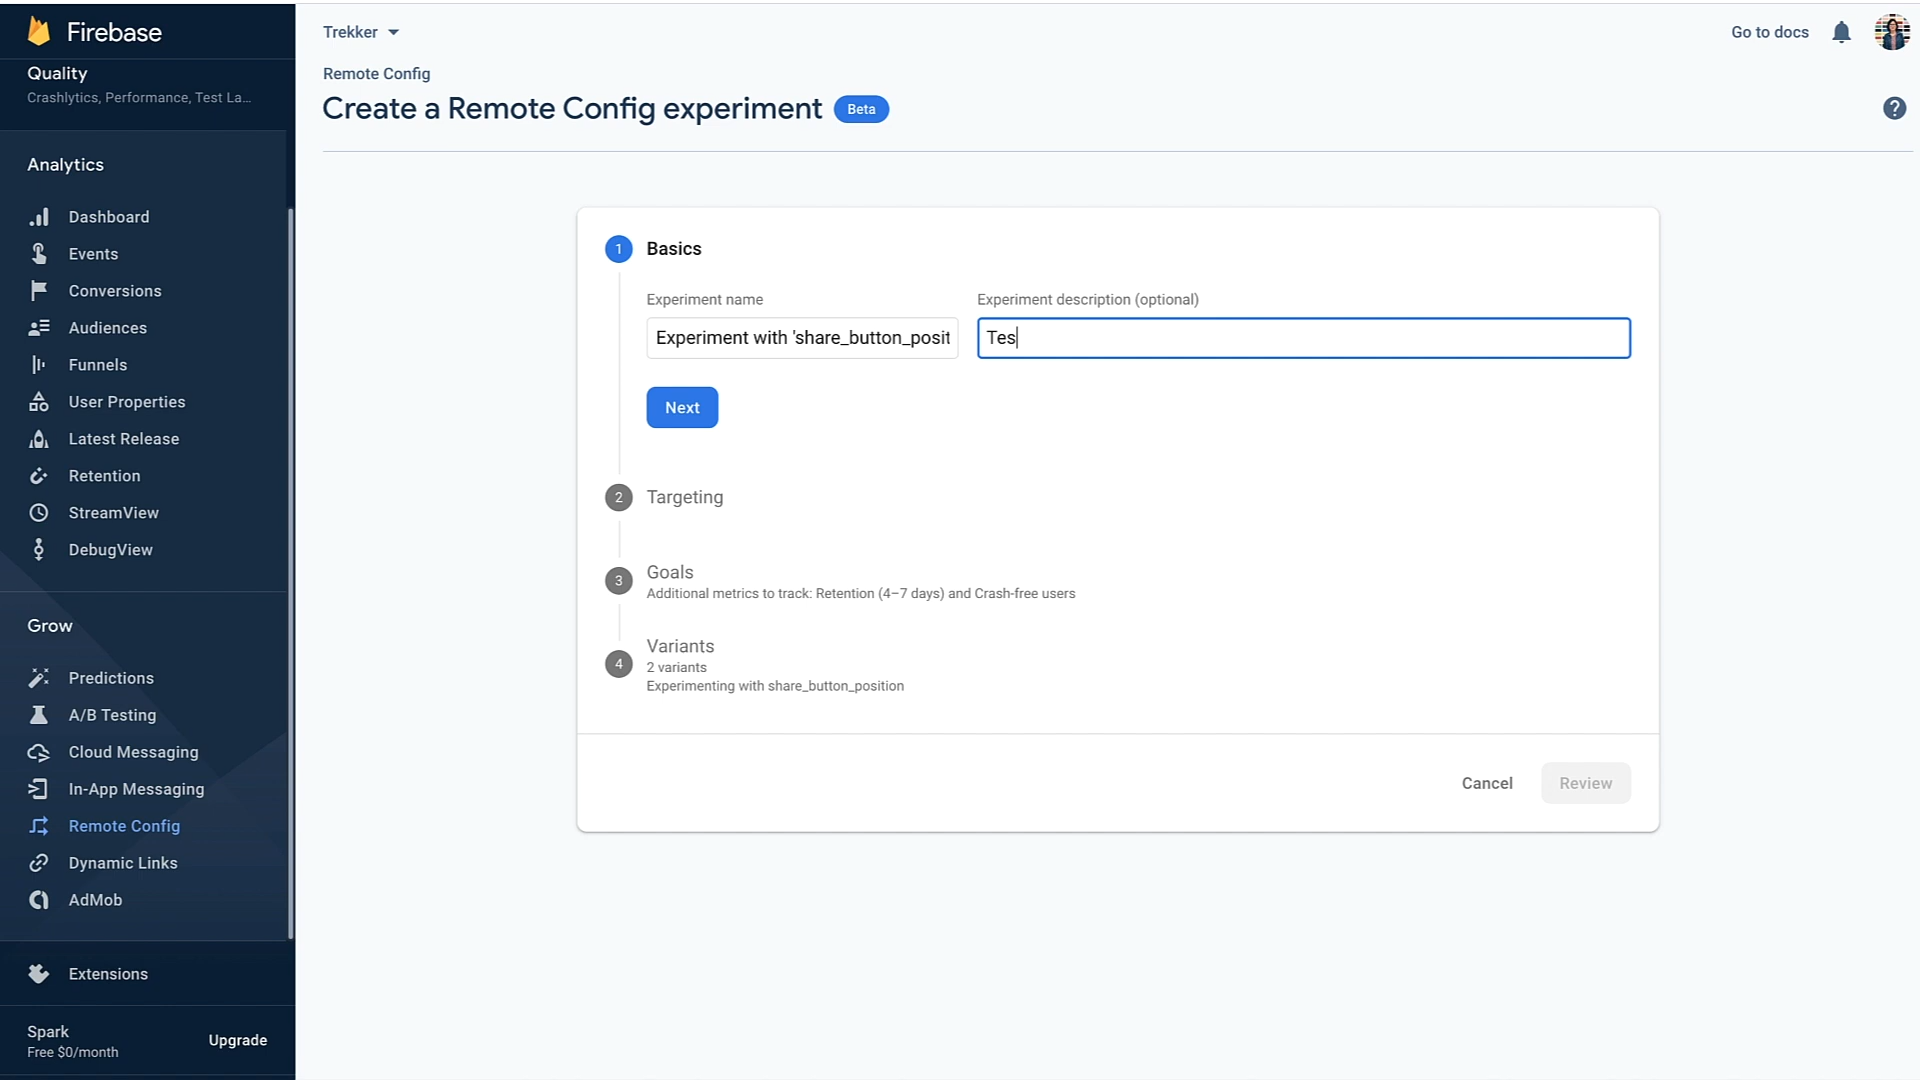 Firebase
Quality
Crashlytics, Performance, Test La...
Analytics
Dashboard
Events
Conversions
Audiences
Funnels
User Properties
Latest Release
Retention
StreamView
DebugView
Grow
Predictions
A/B Testing
Cloud Messaging
In-App Messaging
Remote Config
Dynamic Links
AdMob
Extensions
Spark
Free $0/month
Upgrade
Trekker
Go to docs
Remote Config
Create a Remote Config experiment Beta
?
1 Basics
Experiment name
Experiment with 'share_button_posit
Experiment description (optional)
Tes
Next
2 Targeting
3 Goals
Additional metrics to track: Retention (4–7 days) and Crash-free users
4 Variants
2 variants
Experimenting with share_button_position
Cancel Review